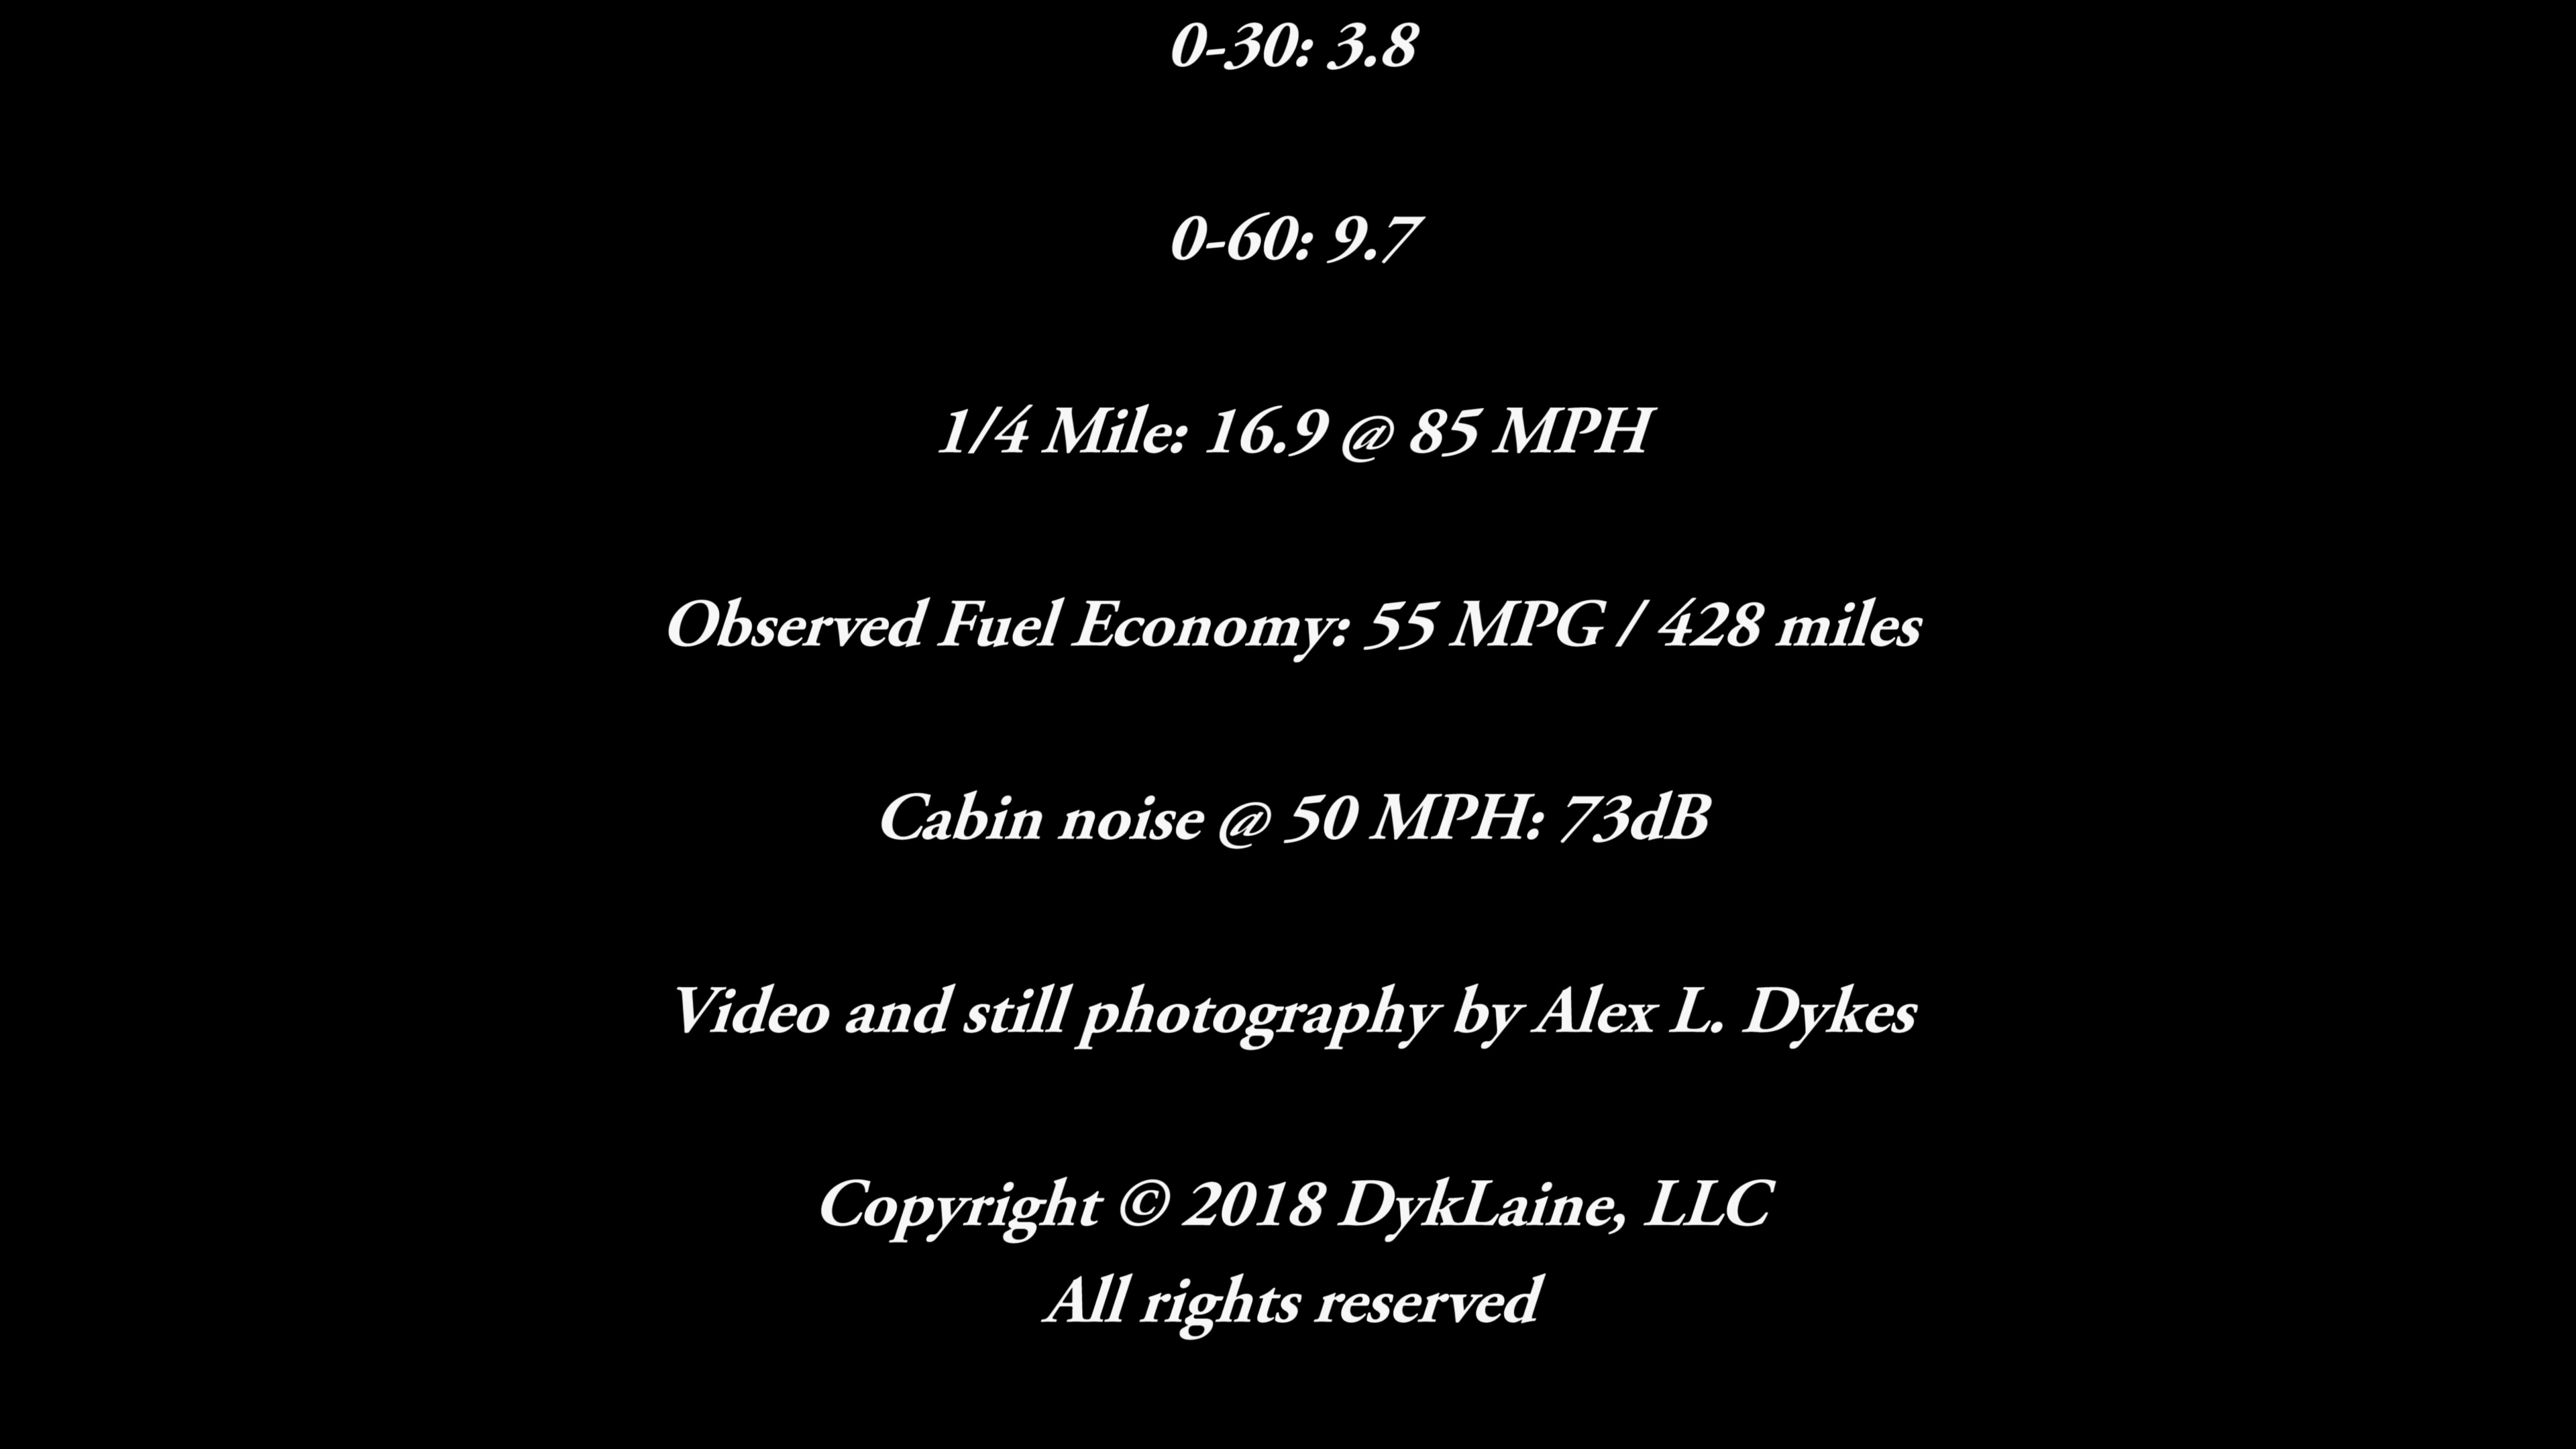 0-30: 3.8
0-60: 9.7
1/4 Mile: 16.9 @ 85 MPH
Observed Fuel Economy: 55 MPG / 428 miles
Cabin noise @ 50 MPH: 73dB
Video and still photography by Alex L. Dykes
Copyright © 2018 DykLaine, LLC
All rights reserved